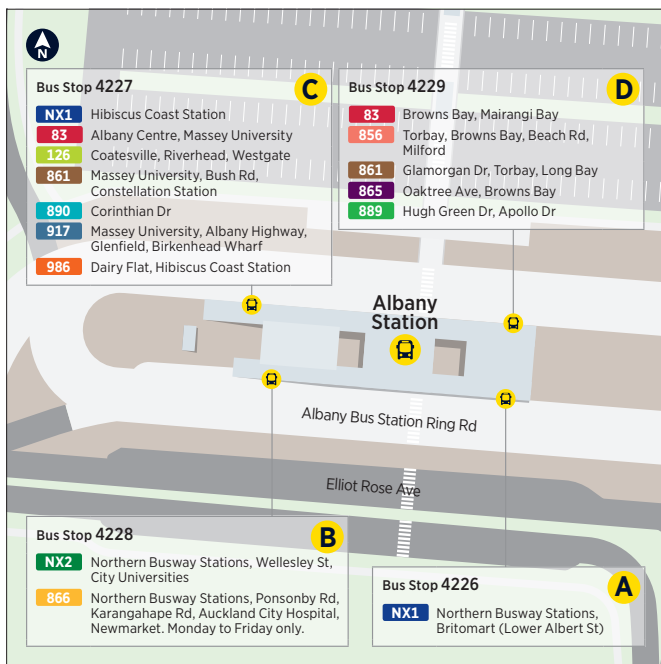 N
Bus Stop 4227
C
NX1 Hibiscus Coast Station
83 Albany Centre, Massey University
126 Coatesville, Riverhead, Westgate
861 Massey University, Bush Rd,
Constellation Station
890 Corinthian Dr
917 Massey University, Albany Highway,
Glenfield, Birkenhead Wharf
986 Dairy Flat, Hibiscus Coast Station
Bus Stop 4229
D
83 Browns Bay, Mairangi Bay
856 Torbay, Browns Bay, Beach Rd,
Milford
861 Glamorgan Dr, Torbay, Long Bay
865 Oaktree Ave, Browns Bay
889 Hugh Green Dr, Apollo Dr
Albany
Station
Albany Bus Station Ring Rd
Elliot Rose Ave
Bus Stop 4228
B
NX2 Northern Busway Stations, Wellesley St,
City Universities
866 Northern Busway Stations, Ponsonby Rd,
Karangahape Rd, Auckland City Hospital,
Newmarket. Monday to Friday only.
Bus Stop 4226
A
NX1 Northern Busway Stations,
Britomart (Lower Albert St)